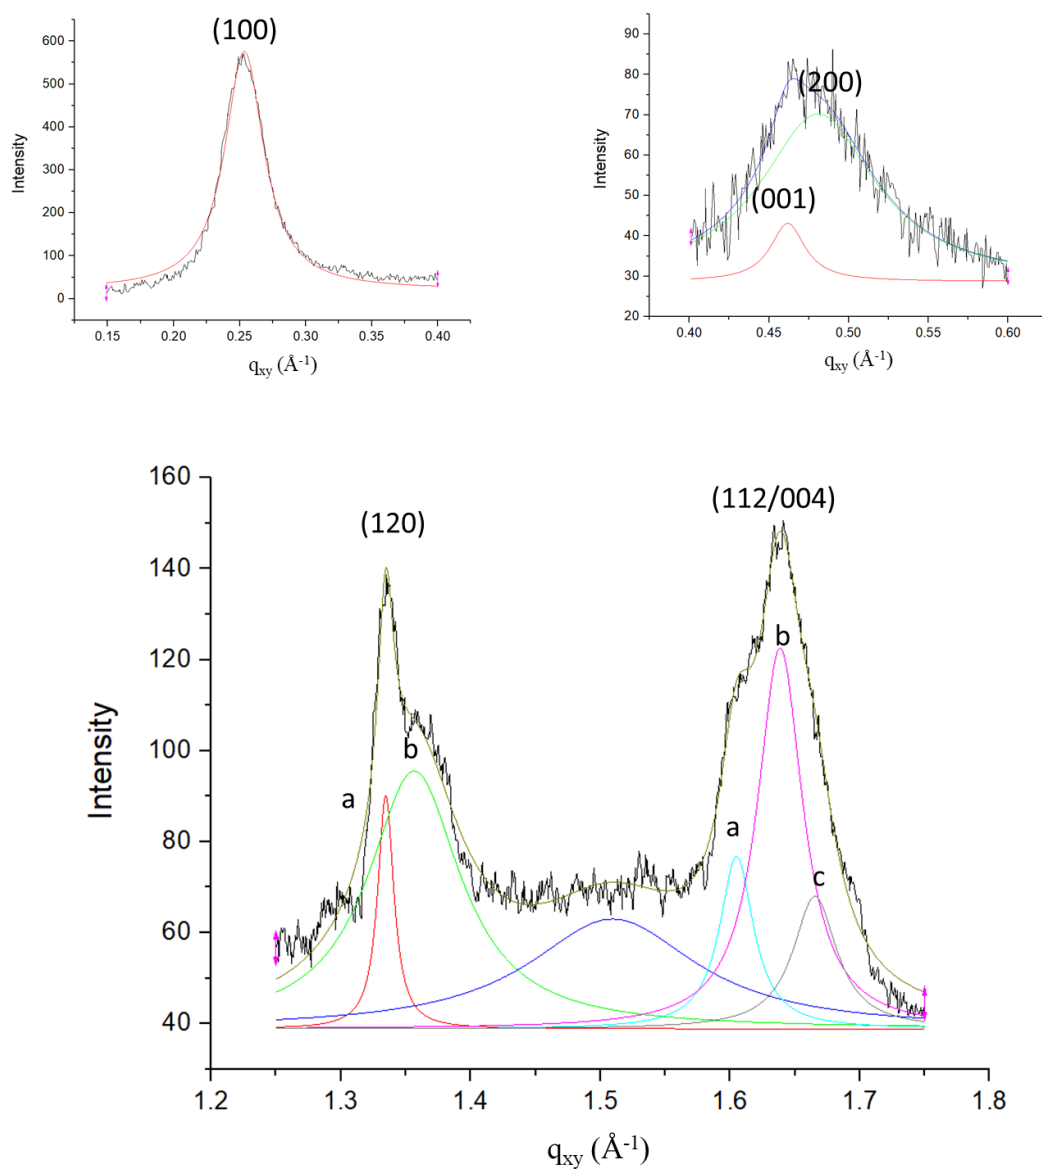 (100)
600
500
400
300
200
100
0
Intensity
0.15 0.20 0.25 0.30 0.35 0.40
qxy (Å-1)
90
80
70
60
50
40
30
20
Intensity
(200)
(001)
0.40 0.45 0.50 0.55 0.60
qxy (Å-1)
160
140
120
100
80
60
40
Intensity
(120)
(112/004)
a
b
a
b
c
1.2 1.3 1.4 1.5 1.6 1.7 1.8
qxy (Å-1)